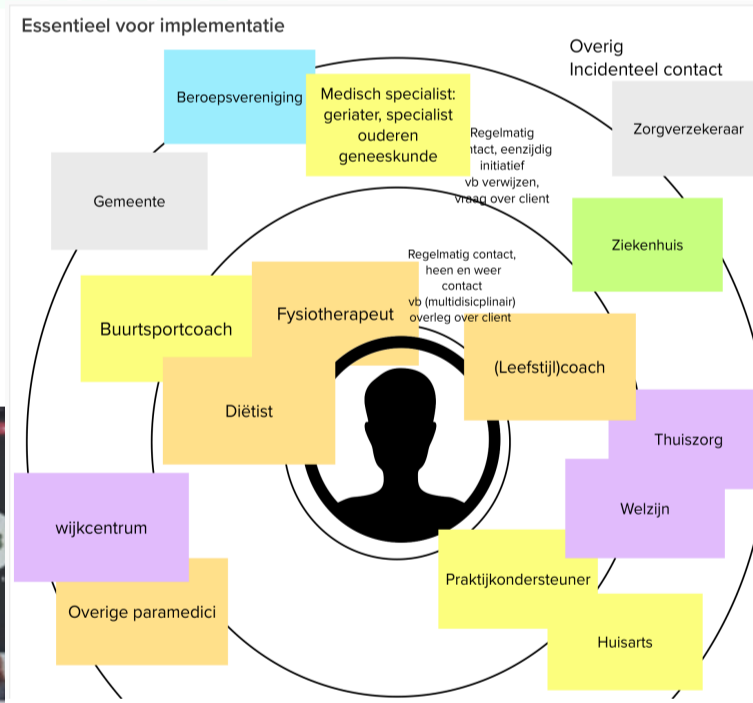 Essentieel voor implementatie
Overig
Incidenteel contact
Beroepsvereniging
Medisch specialist:
geriater, specialist
ouderen
geneeskunde
Regelmatig
ntact, eenzijdig
initiatief
vb verwijzen,
vraag over client
Zorgverzekeraar
Gemeente
Ziekenhuis
Regelmatig contact,
heen en weer
contact
vb (multidisicplinair)
overleg over client
Buurtsportcoach
Fysiotherapeut
(Leefstijl)coach
Diëtist
Thuiszorg
Welzijn
wijkcentrum
Praktijkondersteuner
Overige paramedici
Huisarts